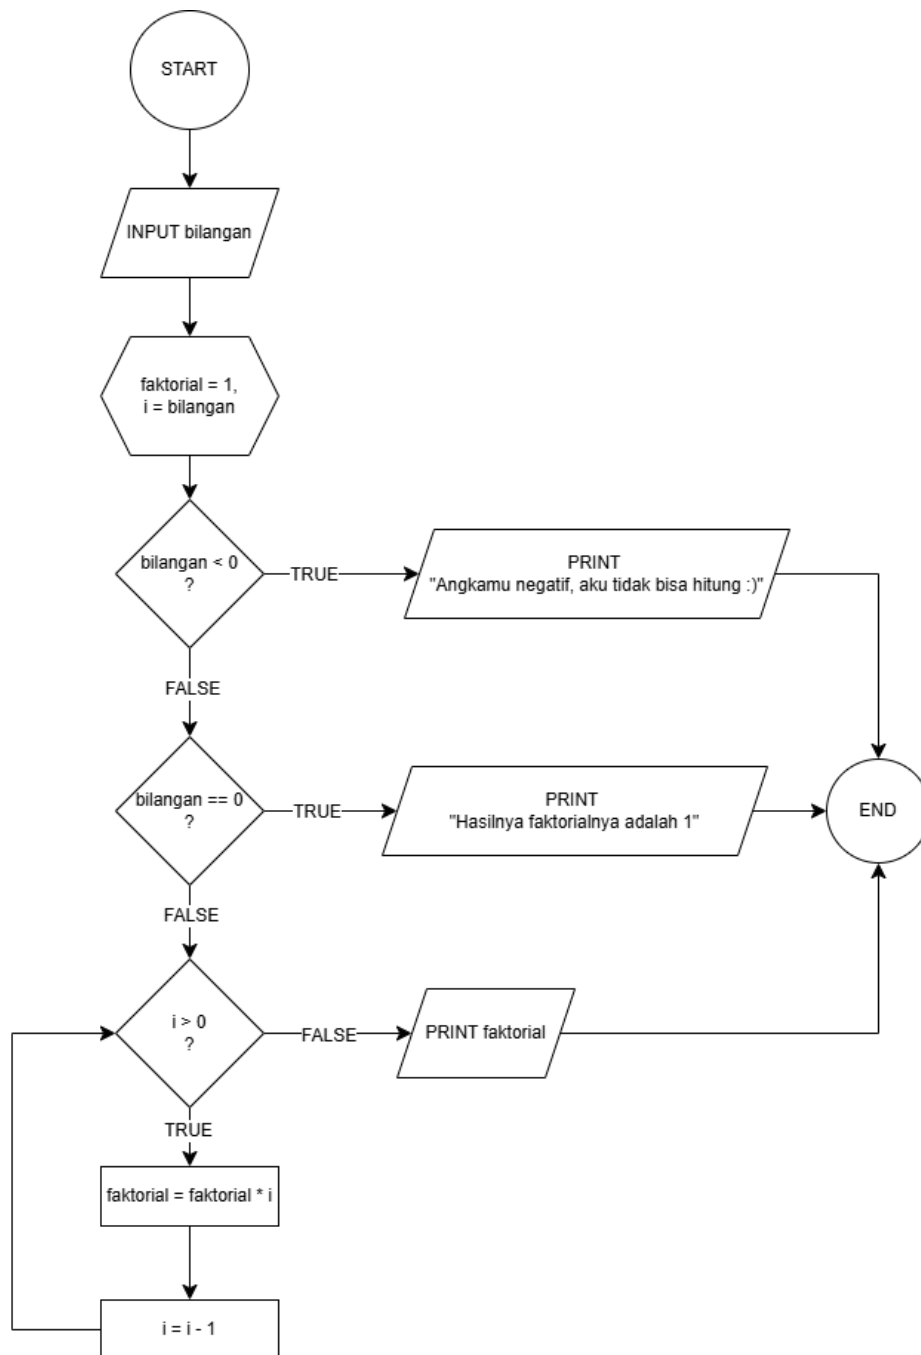 START
INPUT bilangan
faktorial = 1,
i = bilangan
bilangan < 0
?
TRUE
PRINT
"Angkamu negatif, aku tidak bisa hitung :)"
FALSE
bilangan == 0
?
TRUE
PRINT
"Hasilnya faktorialnya adalah 1"
END
FALSE
i > 0
?
FALSE
PRINT faktorial
TRUE
faktorial = faktorial * i
i = i - 1